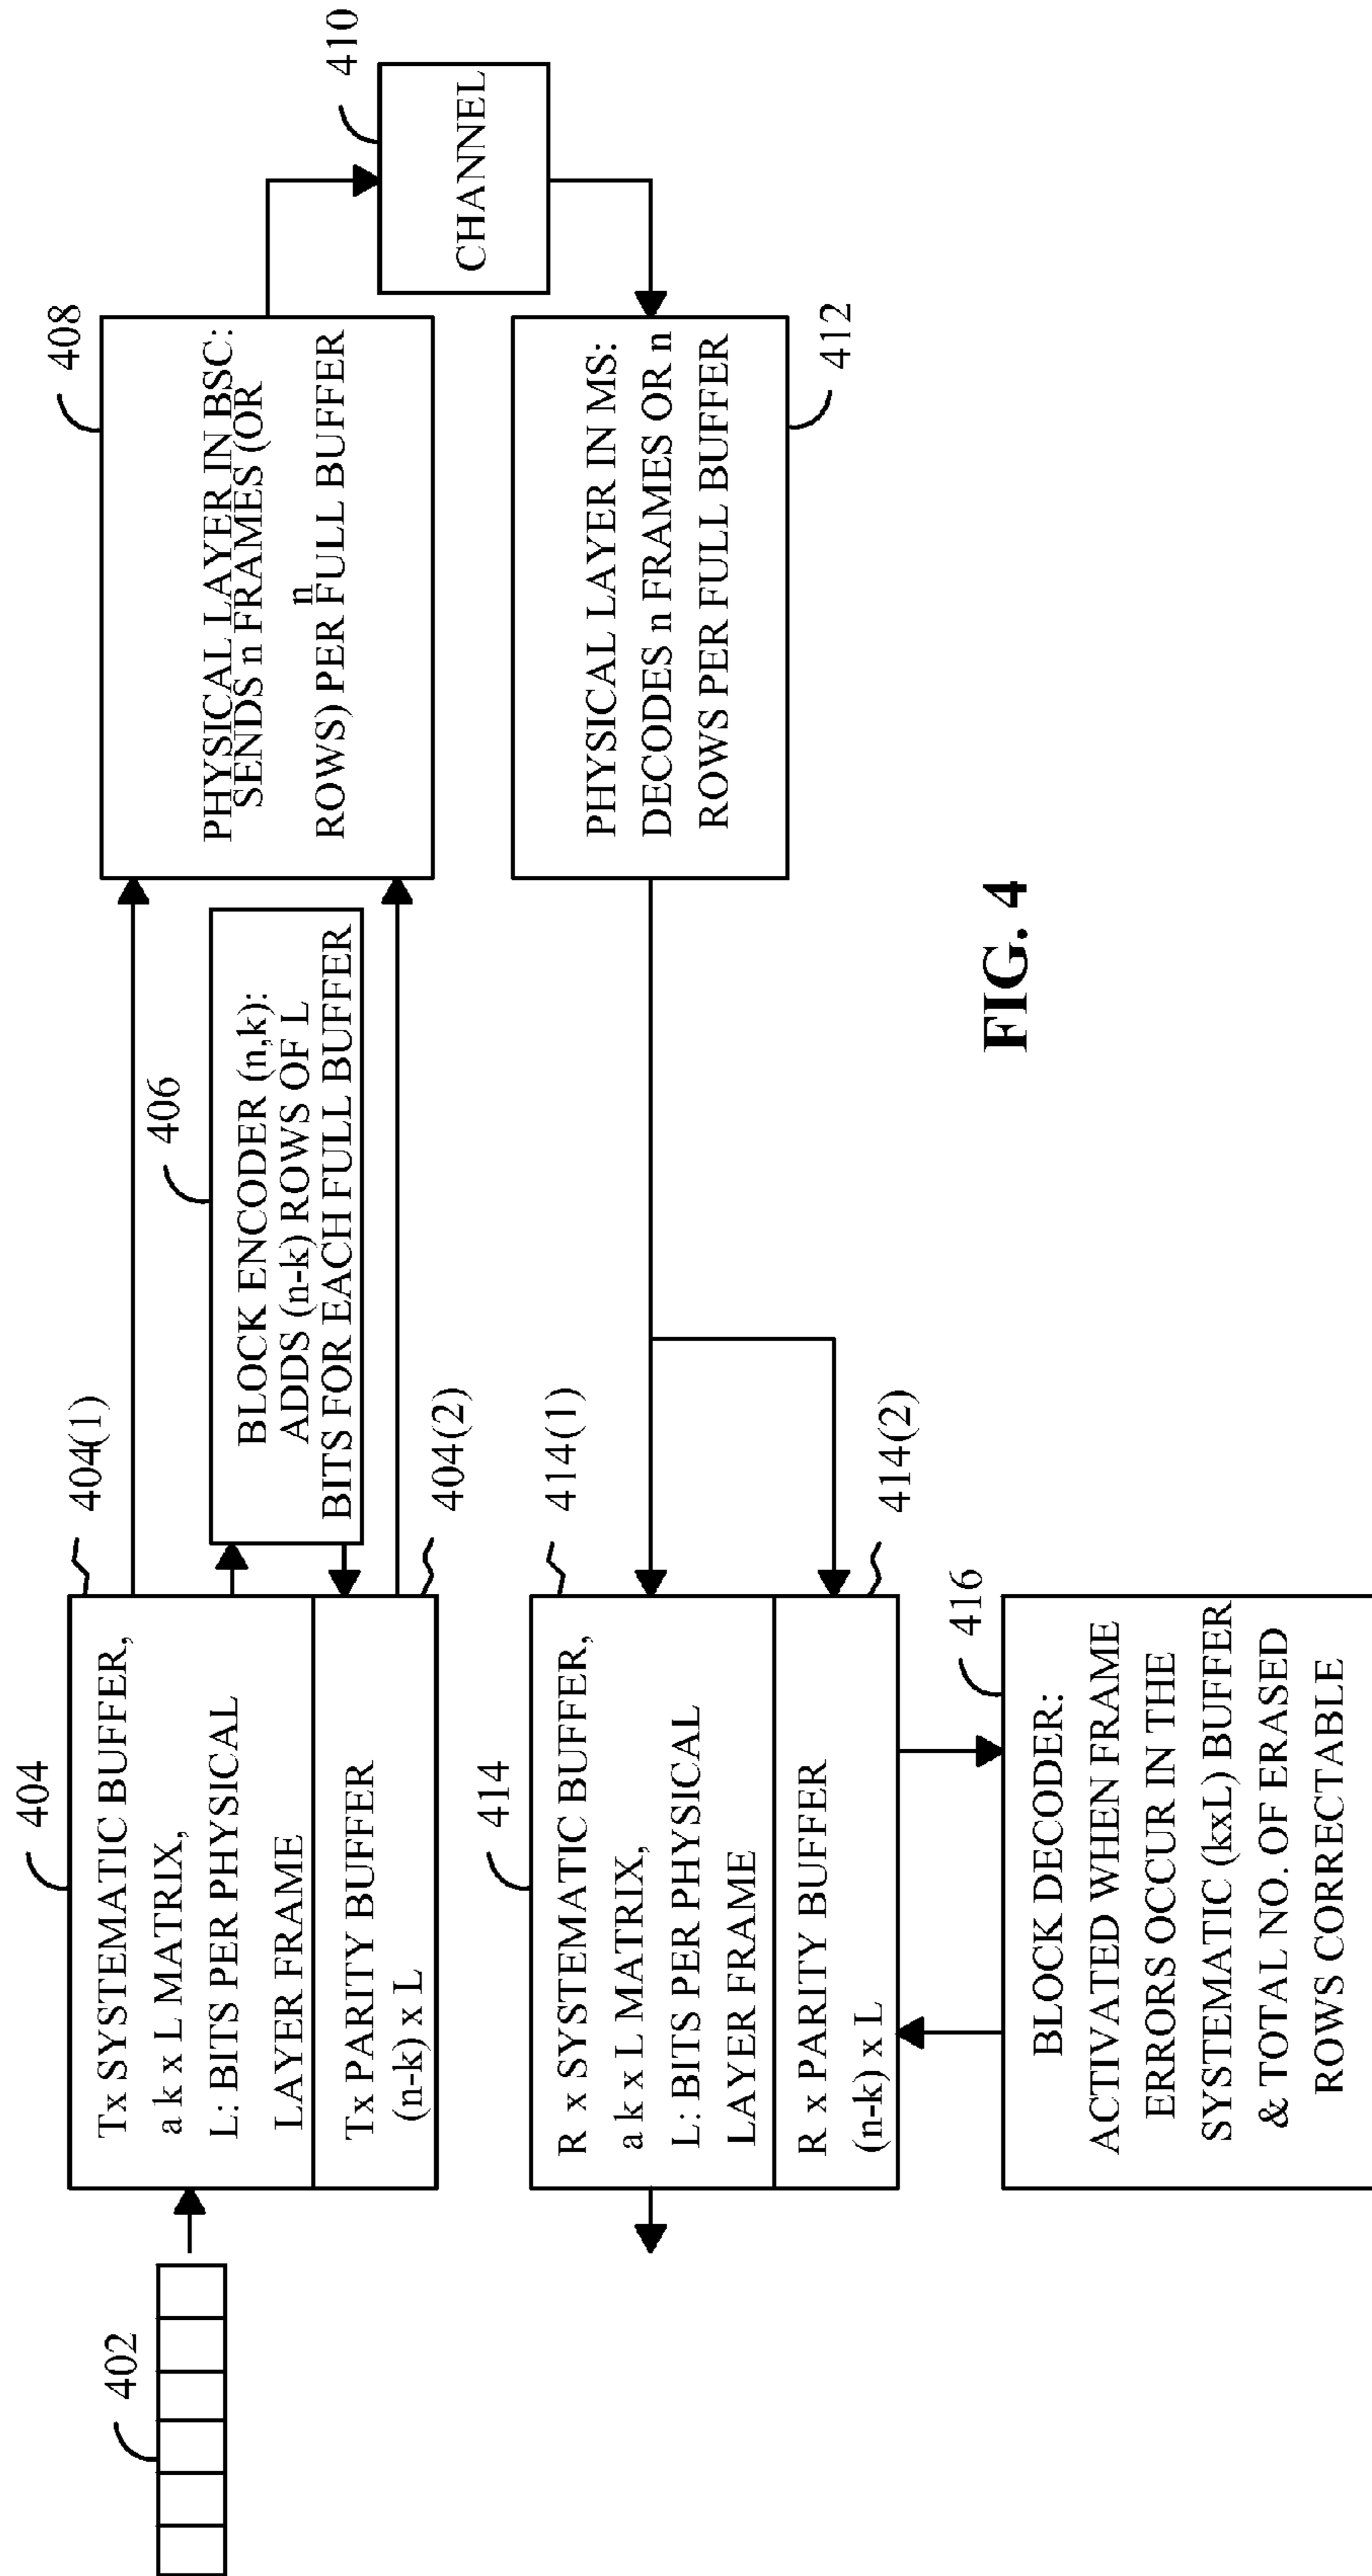 402
404
404(1)
Tx SYSTEMATIC BUFFER,
a k x L MATRIX,
L: BITS PER PHYSICAL
LAYER FRAME
Tx PARITY BUFFER
(n-k) x L
404(2)
406
BLOCK ENCODER (n,k):
ADDS (n-k) ROWS OF L
BITS FOR EACH FULL BUFFER
408
PHYSICAL LAYER IN BSC:
SENDS n FRAMES (OR
n
ROWS) PER FULL BUFFER
410
CHANNEL
PHYSICAL LAYER IN MS:
DECODES n FRAMES OR n
ROWS PER FULL BUFFER
412
414
414(1)
R x SYSTEMATIC BUFFER,
a k x L MATRIX,
L: BITS PER PHYSICAL
LAYER FRAME
R x PARITY BUFFER
(n-k) x L
414(2)
416
BLOCK DECODER:
ACTIVATED WHEN FRAME
ERRORS OCCUR IN THE
SYSTEMATIC (kxL) BUFFER
& TOTAL NO. OF ERASED
ROWS CORRECTABLE
FIG. 4